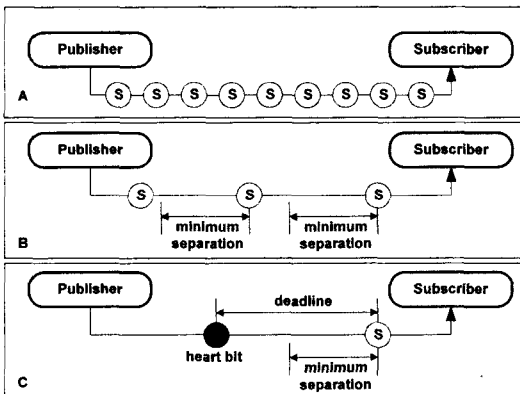 Publisher Subscriber
S S S S S S S S S
A
Publisher Subscriber
S S S
minimum minimum
separation separation
B
Publisher Subscriber
deadline
S
heart bit
minimum
separation
C